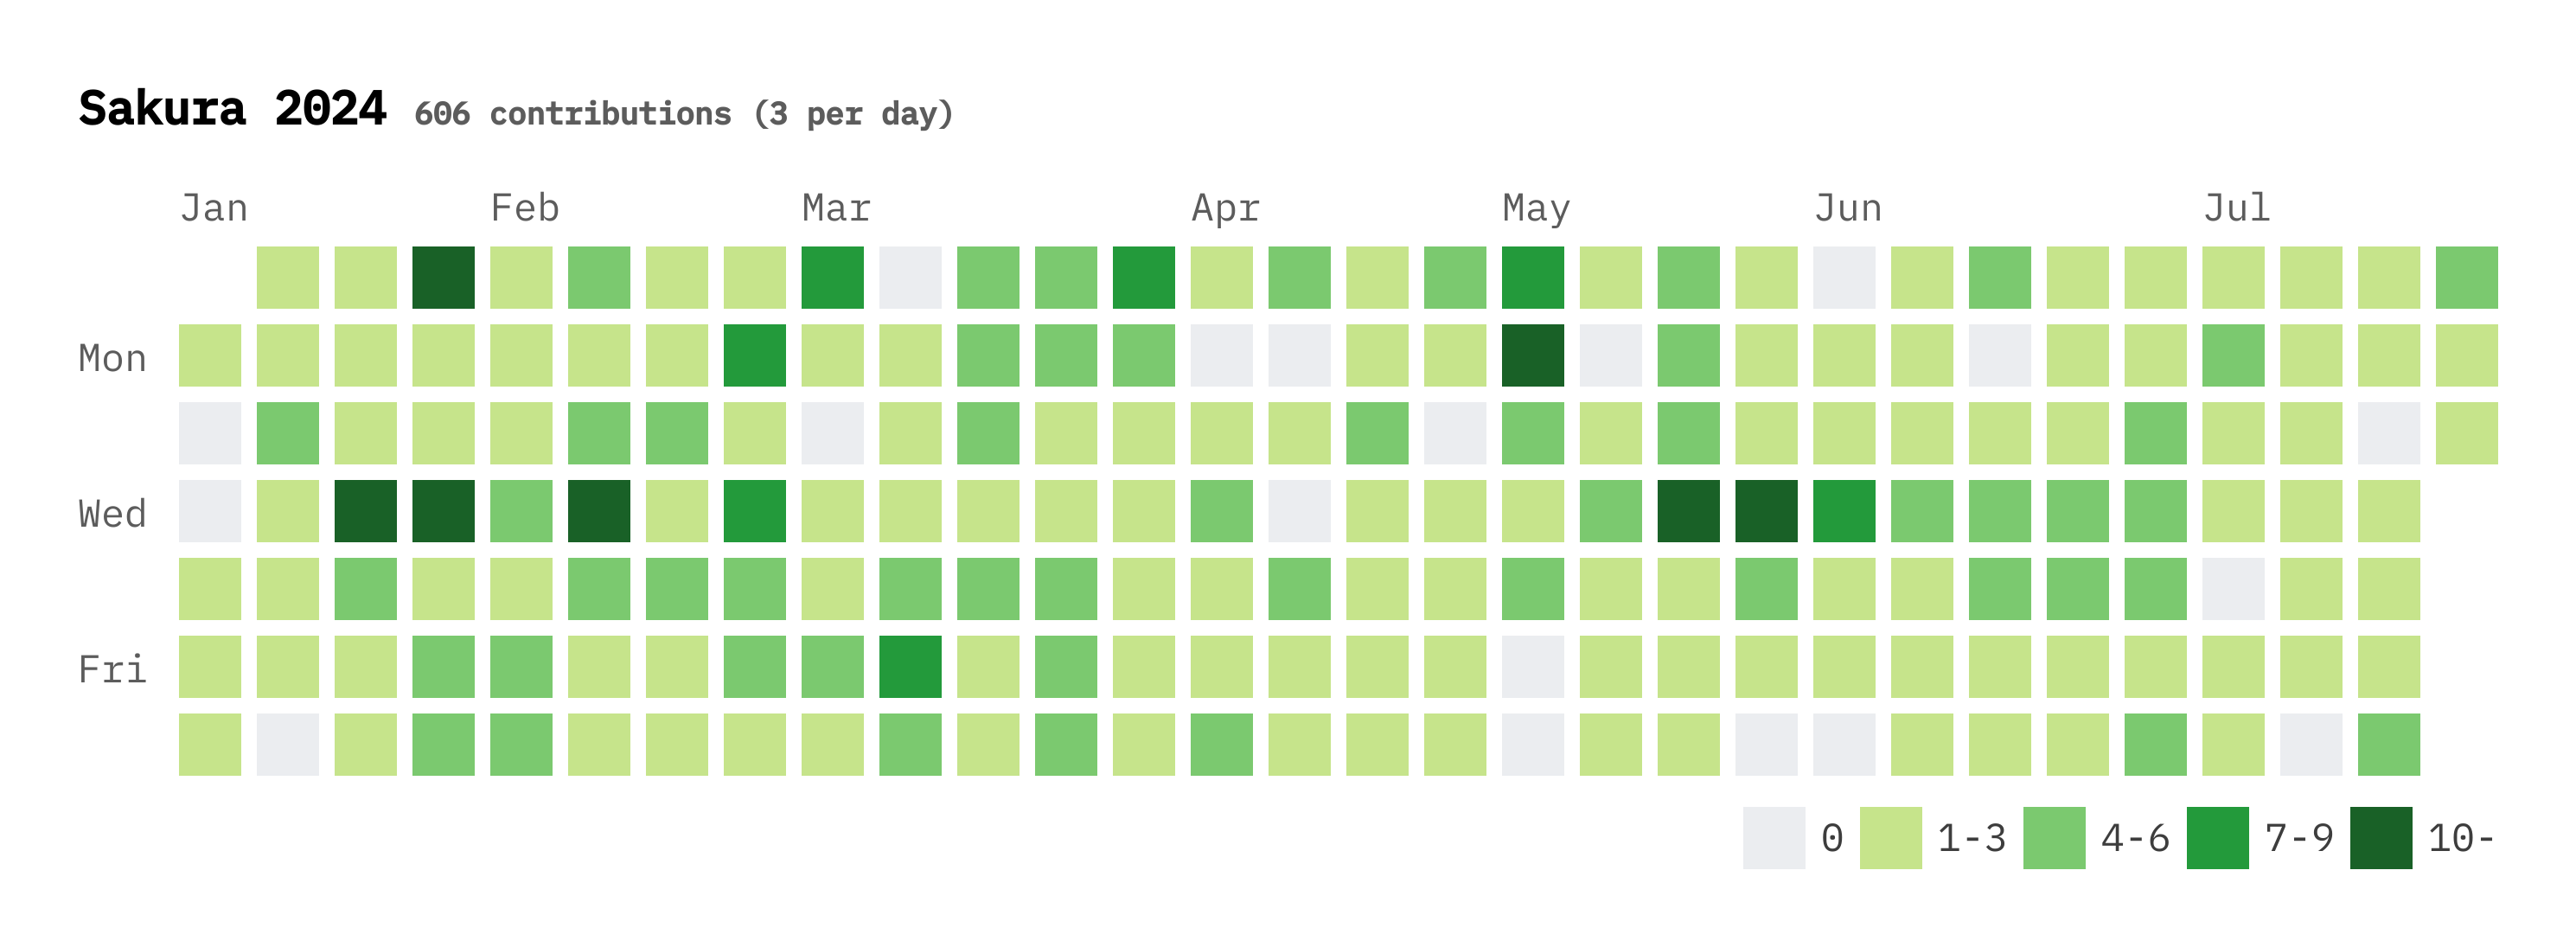 Sakura 2024 606 contributions (3 per day)
Jan Feb Mar Apr May Jun Jul
Mon
Wed
Fri
0 1-3 4-6 7-9 10-